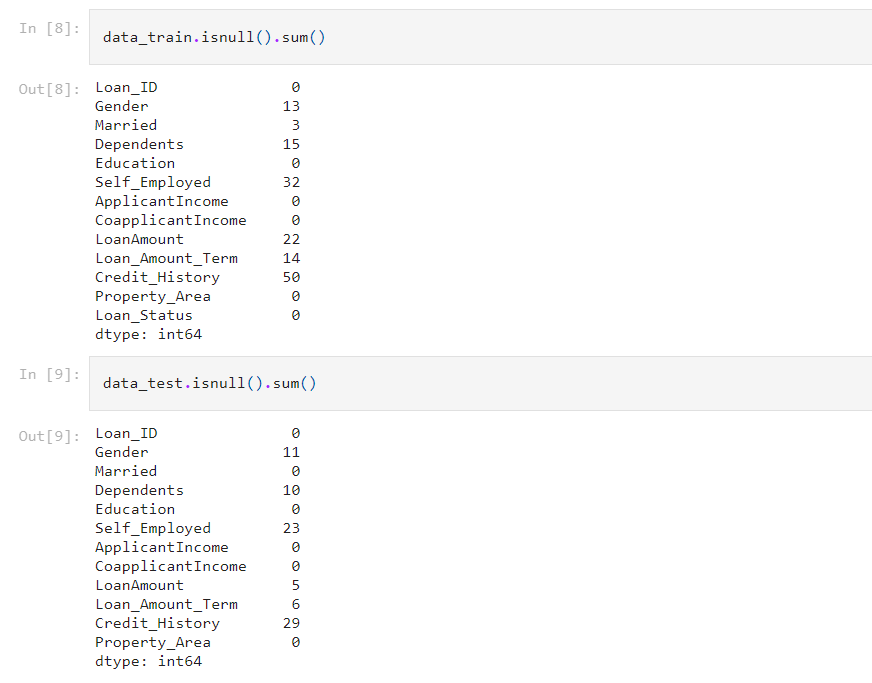 In [8]:
data_train.isnull().sum()
Out[8]:
Loan_ID 0
Gender 13
Married 3
Dependents 15
Education 0
Self_Employed 32
ApplicantIncome 0
CoapplicantIncome 0
LoanAmount 22
Loan_Amount_Term 14
Credit_History 50
Property_Area 0
Loan_Status 0
dtype: int64
In [9]:
data_test.isnull().sum()
Out[9]:
Loan_ID 0
Gender 11
Married 0
Dependents 10
Education 0
Self_Employed 23
ApplicantIncome 0
CoapplicantIncome 0
LoanAmount 5
Loan_Amount_Term 6
Credit_History 29
Property_Area 0
dtype: int64